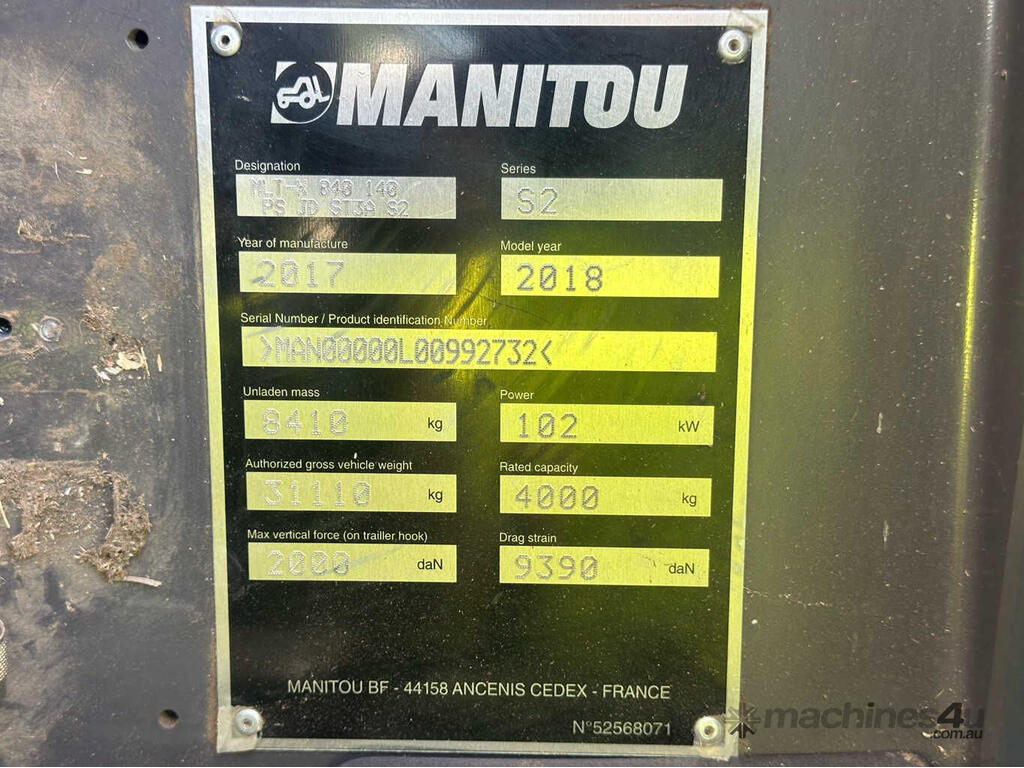 MANITOU
Designation
MLT-X 840 140
PS JD ST3A S2
Series
S2
Year of manufacture
2017
Model year
2018
Serial Number / Product identification Number
>MAN00000L00992732<
Unladen mass
8410 kg
Power
102 kW
Authorized gross vehicle weight
31110 kg
Rated capacity
4000 kg
Max vertical force (on trailler hook)
2000 daN
Drag strain
9390 daN
MANITOU BF - 44158 ANCENIS CEDEX - FRANCE
N°52568071
machines4u
.com.au